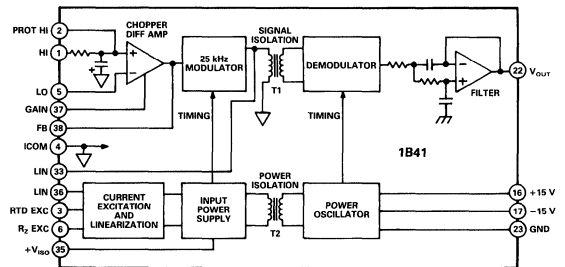 CHOPPER
DIFF AMP
SIGNAL
ISOLATION
PROT HI 2
HI 1
+
−
+
25 kHz
MODULATOR
T1
DEMODULATOR
−
+
FILTER
22 VOUT
LO 5
GAIN 37
FB 38
ICOM 4
LIN 33
TIMING
TIMING
1B41
LIN 36
RTD EXC 3
RZ EXC 6
+VISO 35
CURRENT
EXCITATION
AND
LINEARIZATION
INPUT
POWER
SUPPLY
POWER
ISOLATION
T2
POWER
OSCILLATOR
16 +15 V
17 −15 V
23 GND